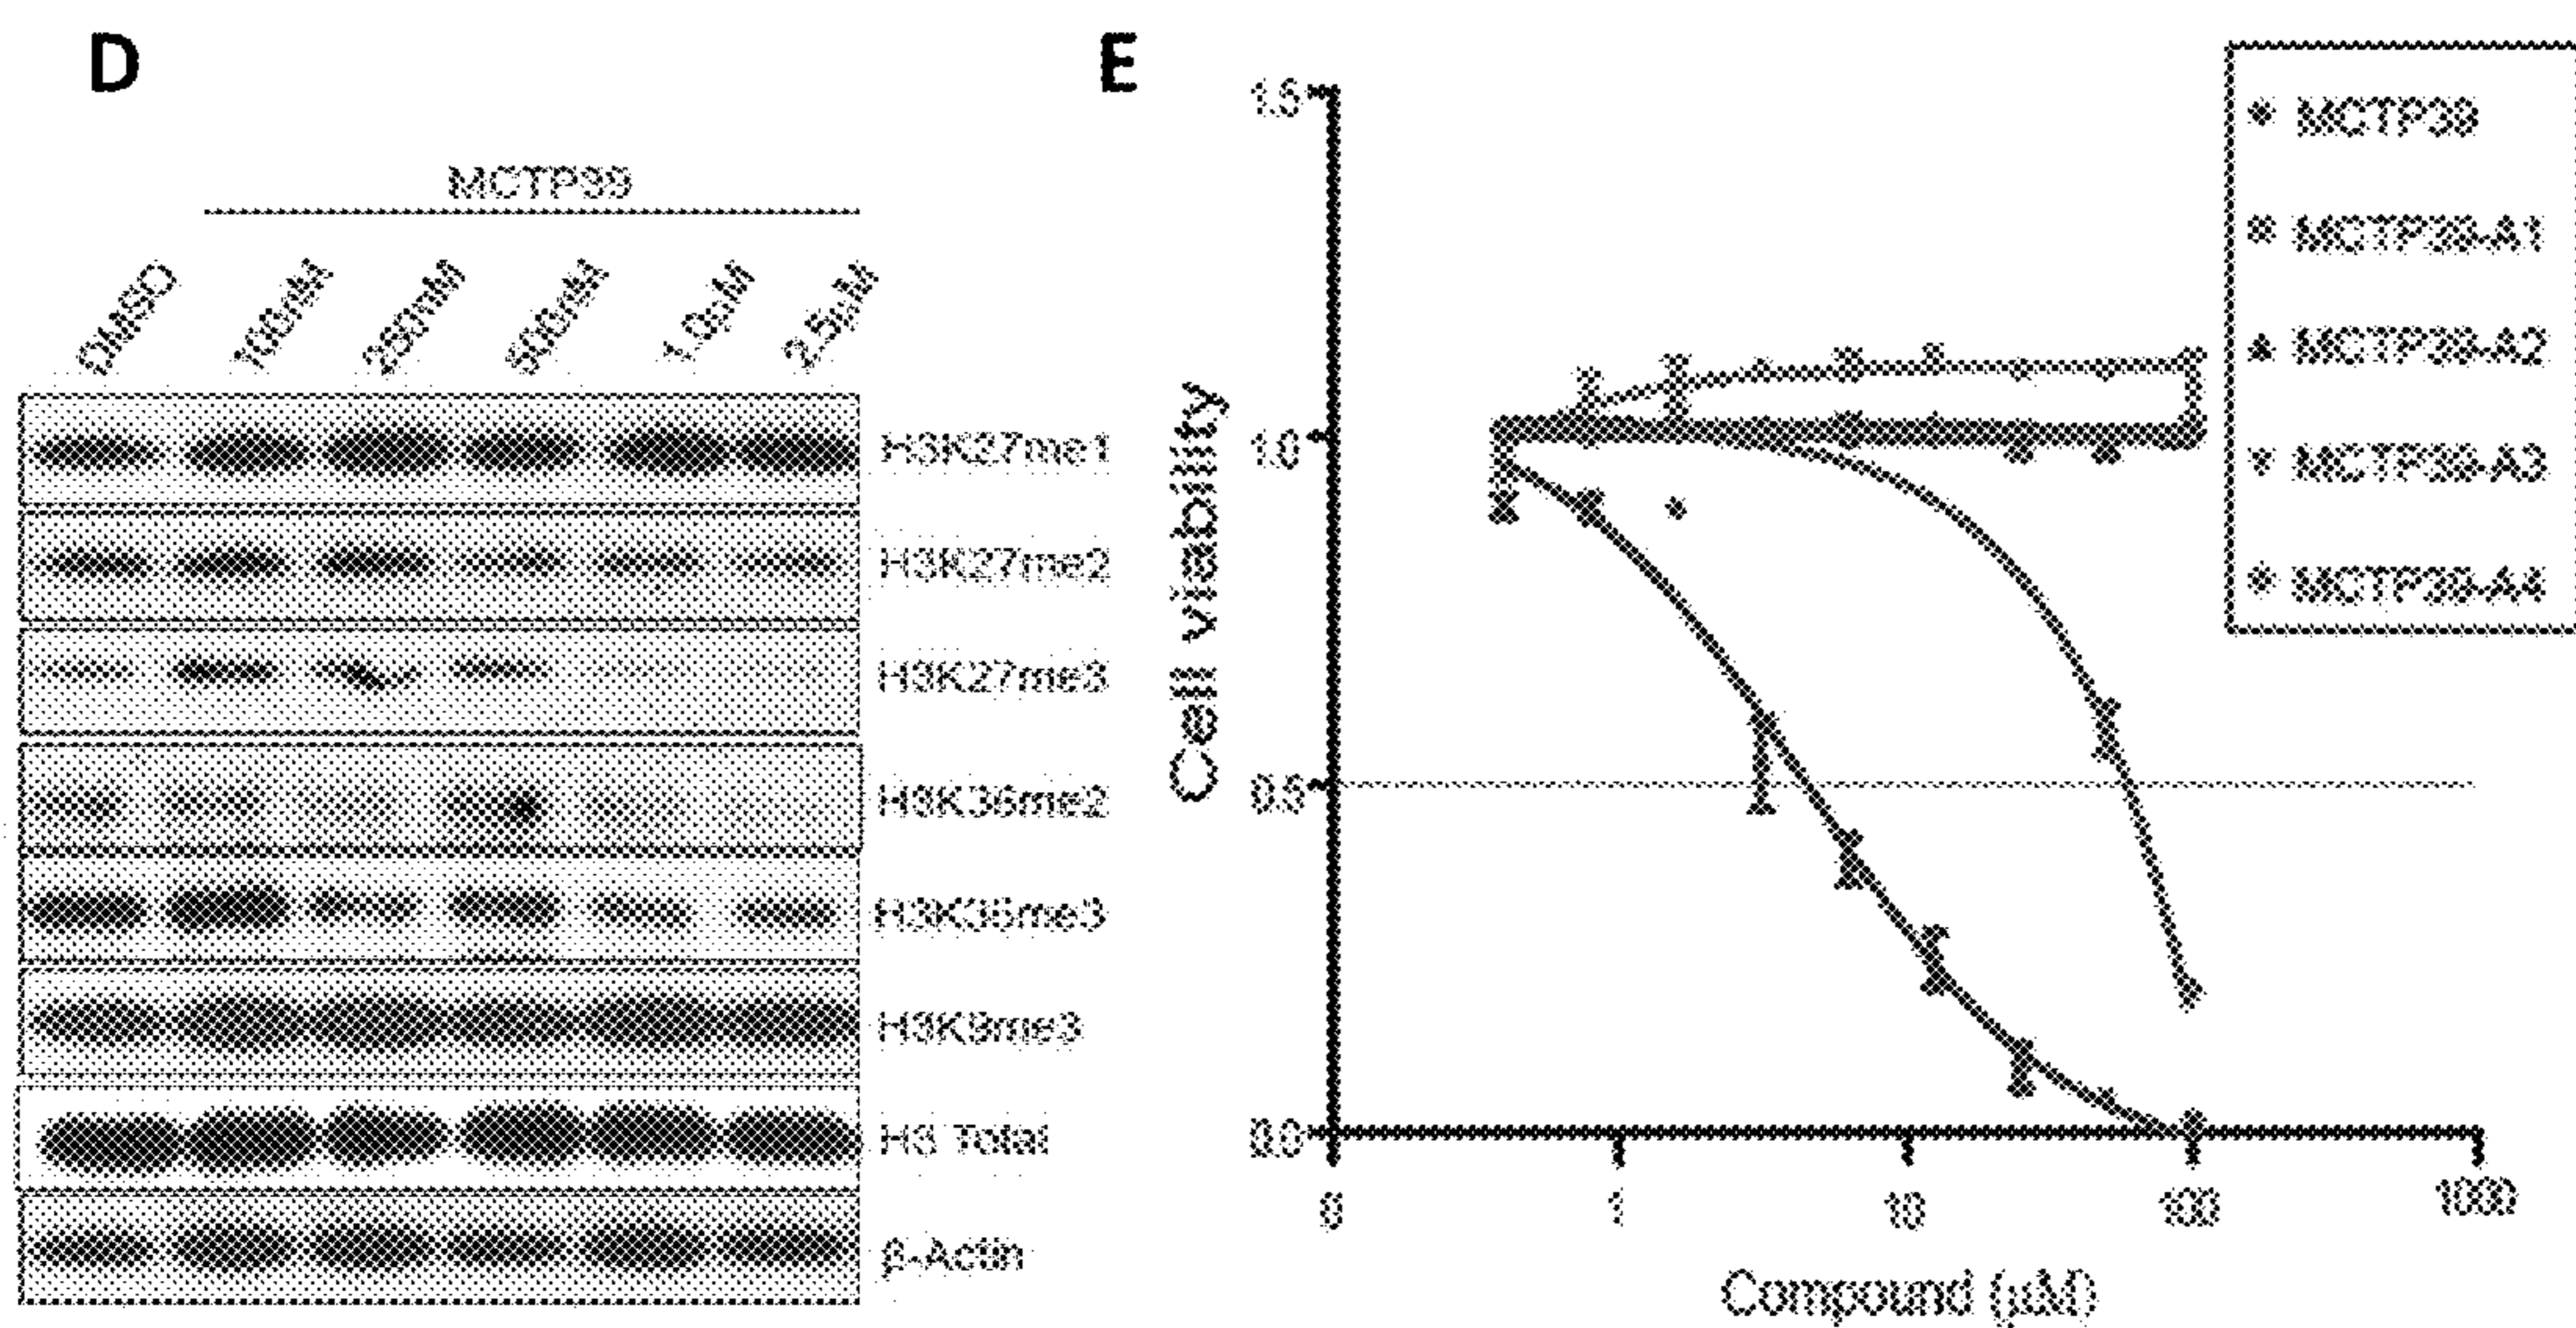 D
MCTP39
DMSO 100nM 250nM 500nM 1.0µM 2.5µM
H3K27me1
H3K27me2
H3K27me3
H3K36me2
H3K36me3
H3K9me3
H3 Total
β-Actin
E
Cell viability
1.5
1.0
0.5
0.0
0 1 10 100 1000
Compound (µM)
MCTP39
MCTP39-A1
MCTP39-A2
MCTP39-A3
MCTP39-A4